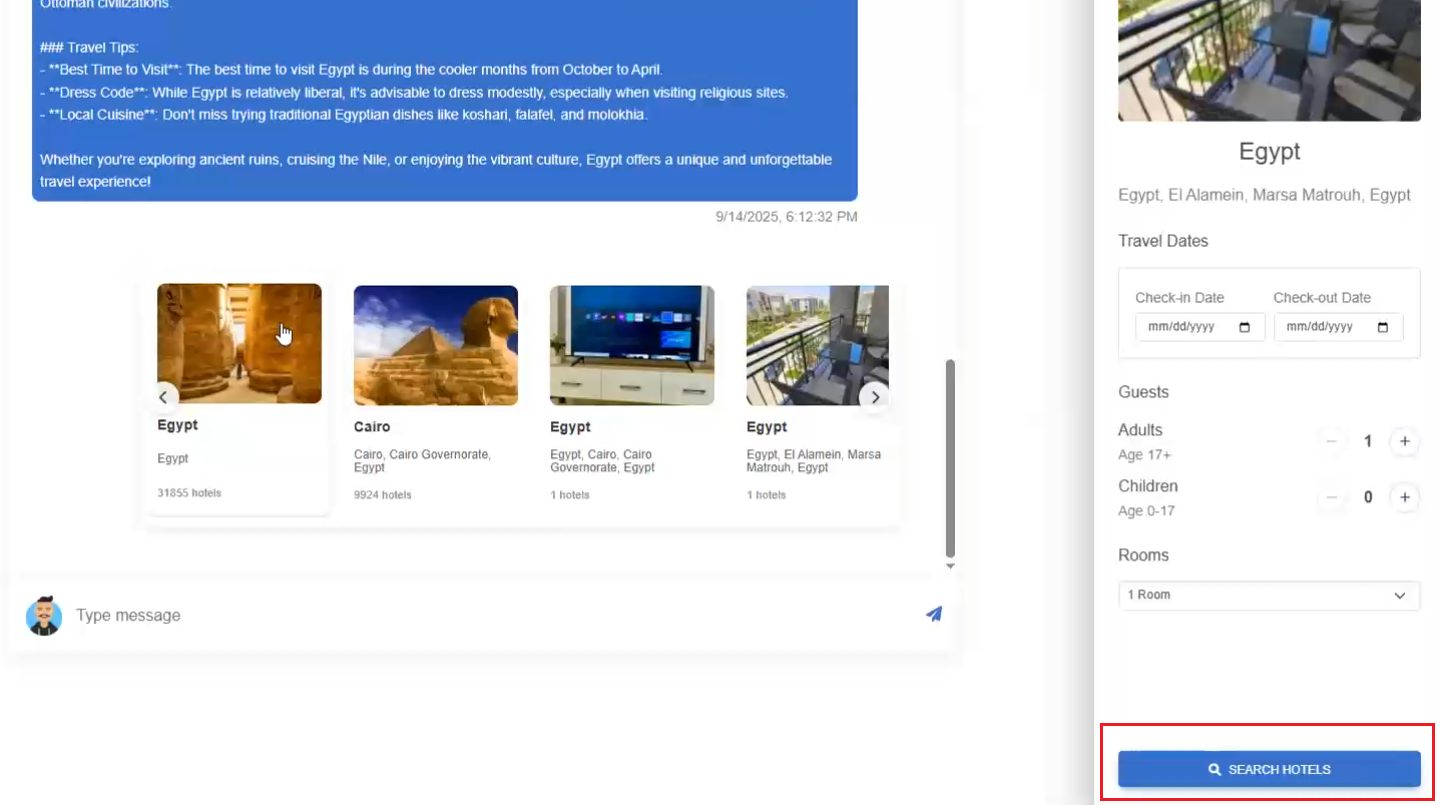 Ottoman civilizations.
### Travel Tips:
- **Best Time to Visit**: The best time to visit Egypt is during the cooler months from October to April.
- **Dress Code**: While Egypt is relatively liberal, it's advisable to dress modestly, especially when visiting religious sites.
- **Local Cuisine**: Don't miss trying traditional Egyptian dishes like koshari, falafel, and molokhia.
Whether you're exploring ancient ruins, cruising the Nile, or enjoying the vibrant culture, Egypt offers a unique and unforgettable
travel experience!
9/14/2025, 6:12:32 PM
Egypt
Egypt
31855 hotels
Cairo
Cairo, Cairo Governorate,
Egypt
9924 hotels
Egypt
Egypt, Cairo, Cairo
Governorate, Egypt
1 hotels
Egypt
Egypt, El Alamein, Marsa
Matrouh, Egypt
1 hotels
Type message
Egypt
Egypt, El Alamein, Marsa Matrouh, Egypt
Travel Dates
Check-in Date
Check-out Date
mm/dd/yyyy
mm/dd/yyyy
Guests
Adults
Age 17+
− 1 +
Children
Age 0-17
− 0 +
Rooms
1 Room
SEARCH HOTELS